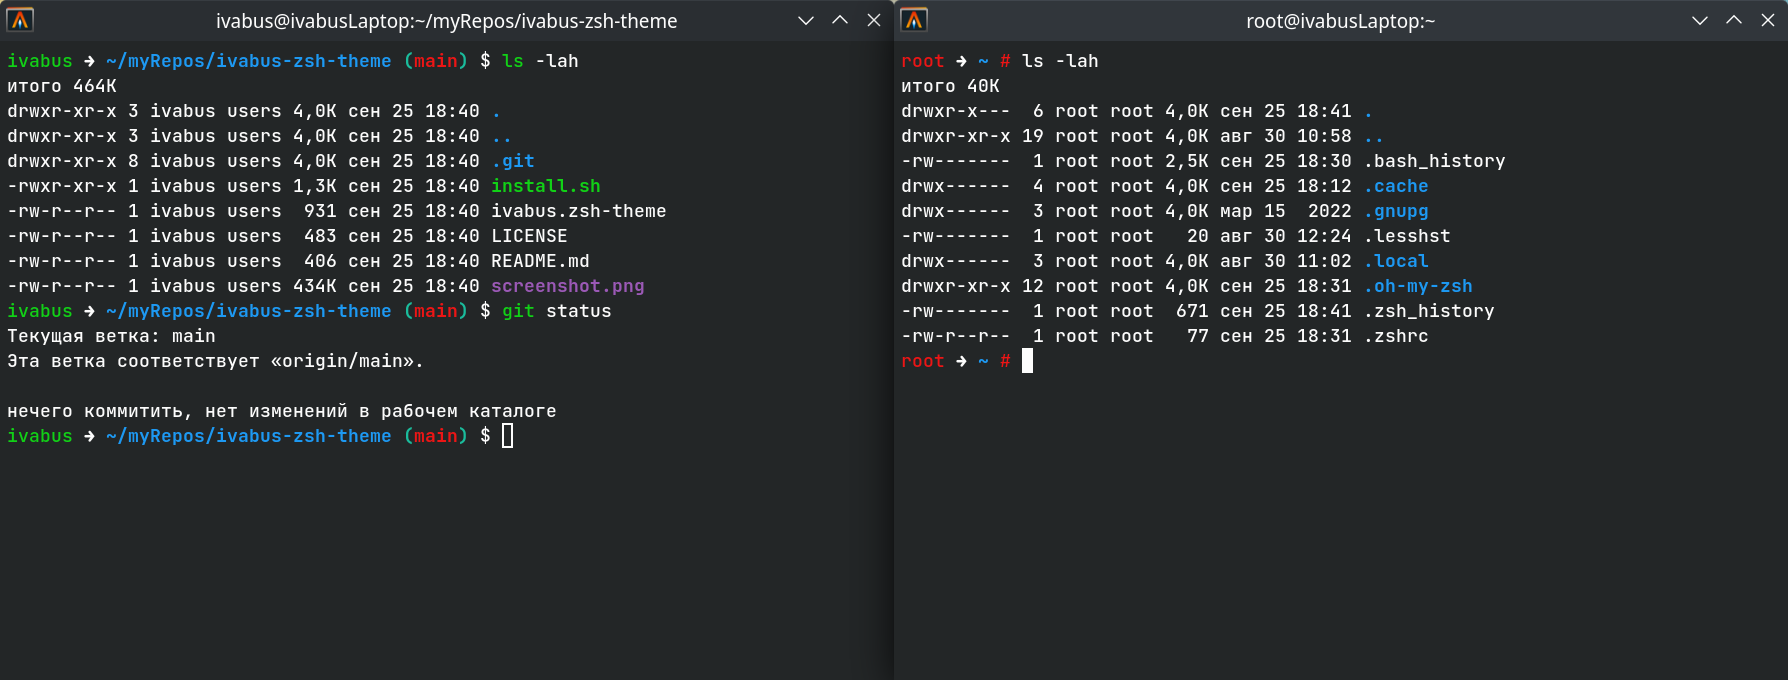 ivabus@ivabusLaptop:~/myRepos/ivabus-zsh-theme
ivabus ➜ ~/myRepos/ivabus-zsh-theme (main) $ ls -lah
итого 464K
drwxr-xr-x 3 ivabus users 4,0K сен 25 18:40 .
drwxr-xr-x 3 ivabus users 4,0K сен 25 18:40 ..
drwxr-xr-x 8 ivabus users 4,0K сен 25 18:40 .git
-rwxr-xr-x 1 ivabus users 1,3K сен 25 18:40 install.sh
-rw-r--r-- 1 ivabus users  931 сен 25 18:40 ivabus.zsh-theme
-rw-r--r-- 1 ivabus users  483 сен 25 18:40 LICENSE
-rw-r--r-- 1 ivabus users  406 сен 25 18:40 README.md
-rw-r--r-- 1 ivabus users 434K сен 25 18:40 screenshot.png
ivabus ➜ ~/myRepos/ivabus-zsh-theme (main) $ git status
Текущая ветка: main
Эта ветка соответствует «origin/main».
нечего коммитить, нет изменений в рабочем каталоге
ivabus ➜ ~/myRepos/ivabus-zsh-theme (main) $
root@ivabusLaptop:~
root ➜ ~ # ls -lah
итого 40K
drwxr-x---  6 root root 4,0K сен 25 18:41 .
drwxr-xr-x 19 root root 4,0K авг 30 10:58 ..
-rw-------  1 root root 2,5K сен 25 18:30 .bash_history
drwx------  4 root root 4,0K сен 25 18:12 .cache
drwx------  3 root root 4,0K мар 15  2022 .gnupg
-rw-------  1 root root   20 авг 30 12:24 .lesshst
drwx------  3 root root 4,0K авг 30 11:02 .local
drwxr-xr-x 12 root root 4,0K сен 25 18:31 .oh-my-zsh
-rw-------  1 root root  671 сен 25 18:41 .zsh_history
-rw-r--r--  1 root root   77 сен 25 18:31 .zshrc
root ➜ ~ #